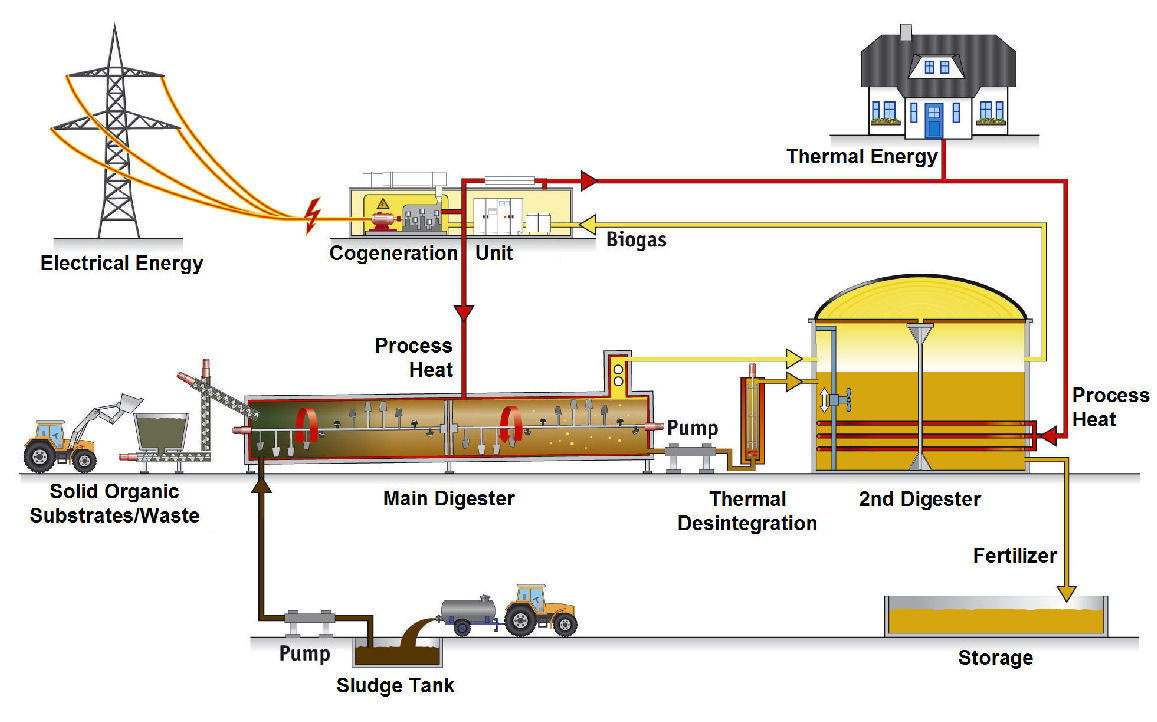 Thermal Energy
Electrical Energy
Cogeneration Unit
Biogas
Process
Heat
Process
Heat
Pump
Solid Organic
Substrates/Waste
Main Digester
Thermal
Desintegration
2nd Digester
Fertilizer
Pump
Sludge Tank
Storage